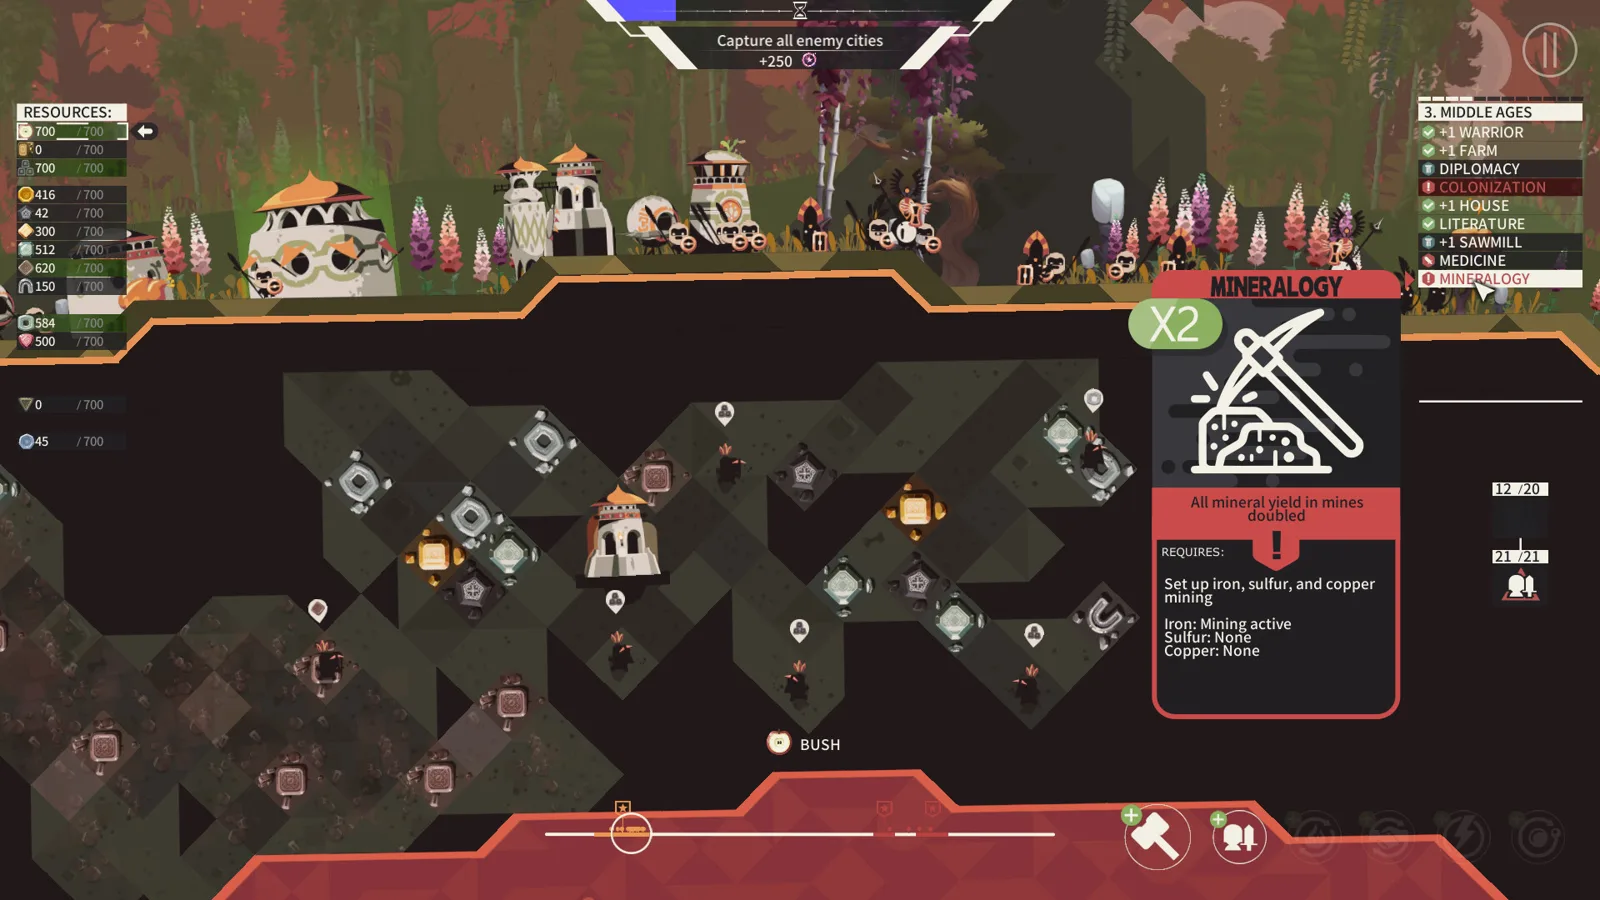 Capture all enemy cities
+250
RESOURCES:
700 / 700
0 / 700
700 / 700
416 / 700
42 / 700
300 / 700
512 / 700
620 / 700
150 / 700
584 / 700
500 / 700
0 / 700
45 / 700
3. MIDDLE AGES
+1 WARRIOR
+1 FARM
DIPLOMACY
COLONIZATION
+1 HOUSE
LITERATURE
+1 SAWMILL
MEDICINE
MINERALOGY
MINERALOGY
X2
All mineral yield in mines
doubled
!
REQUIRES:
Set up iron, sulfur, and copper
mining
Iron: Mining active
Sulfur: None
Copper: None
12 /20
21 /21
BUSH